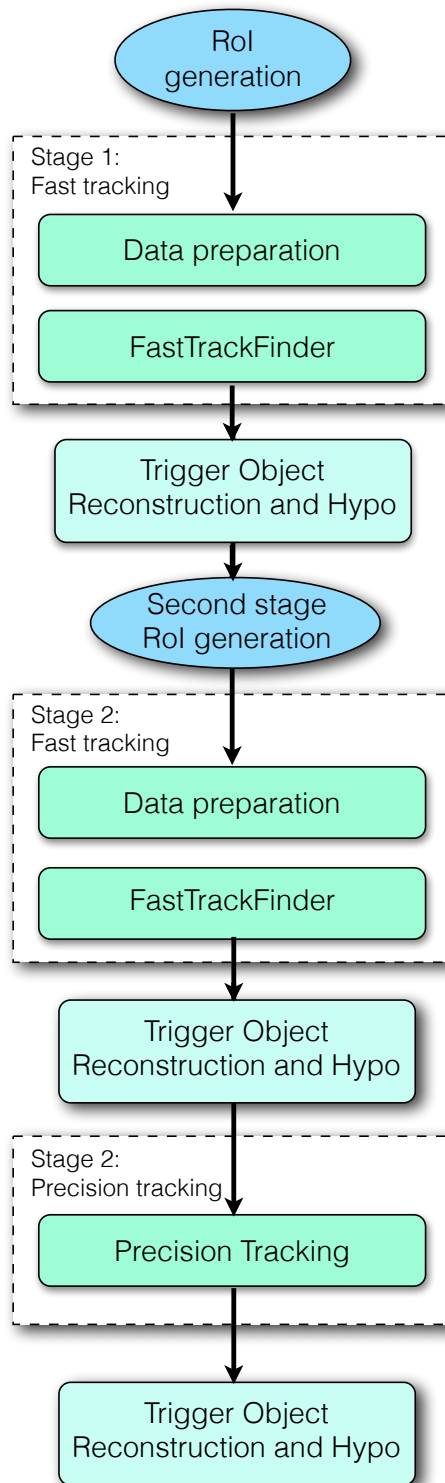 RoI
generation
Stage 1:
Fast tracking
Data preparation
FastTrackFinder
Trigger Object
Reconstruction and Hypo
Second stage
RoI generation
Stage 2:
Fast tracking
Data preparation
FastTrackFinder
Trigger Object
Reconstruction and Hypo
Stage 2:
Precision tracking
Precision Tracking
Trigger Object
Reconstruction and Hypo